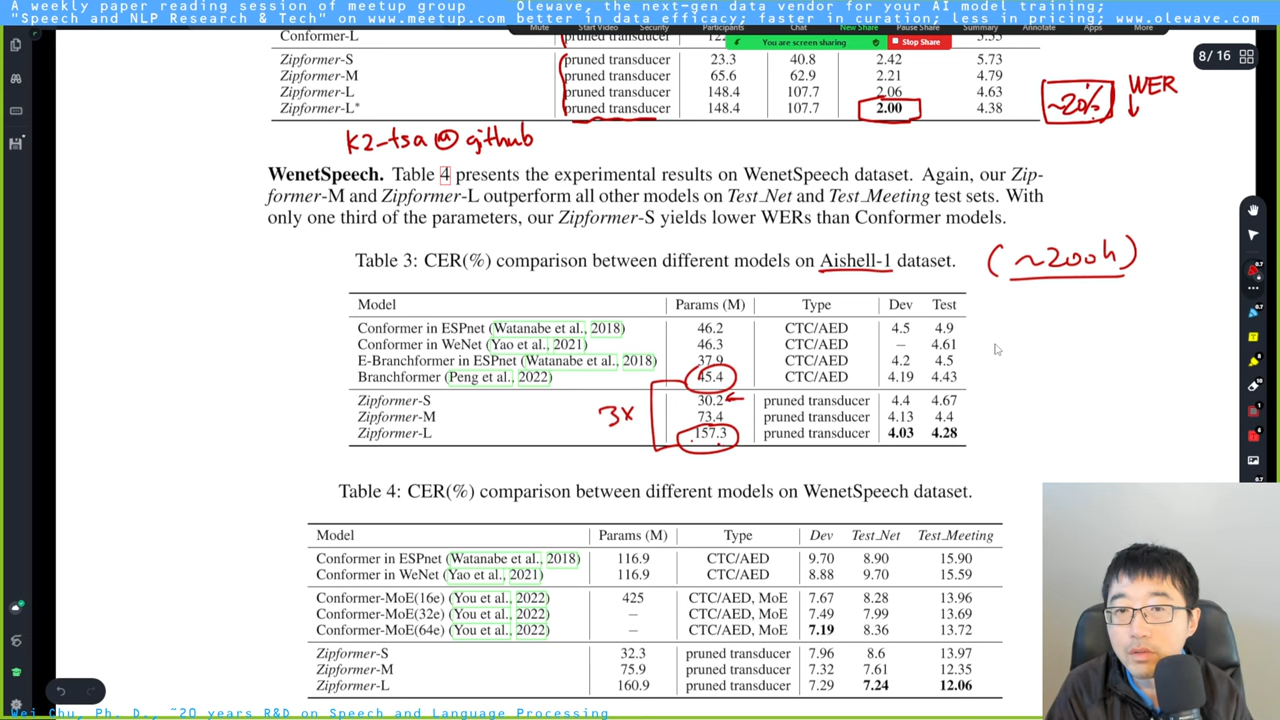 A weekly paper reading session of meetup group
"Speech and NLP Research & Tech" on www.meetup.com
Olewave, the next-gen data vendor for your AI model training;
better in data efficacy; faster in curation; less in pricing; www.olewave.com
Mute Start Video Security Participants Chat New Share Pause Share Summary Annotate Apps More
You are screen sharing Stop Share
8 / 16
Conformer-L pruned transducer
Zipformer-S pruned transducer 23.3 40.8 2.42 5.73
Zipformer-M pruned transducer 65.6 62.9 2.21 4.79
Zipformer-L pruned transducer 148.4 107.7 2.06 4.63
Zipformer-L* pruned transducer 148.4 107.7 2.00 4.38
~20% WER ↓
k2-tsa @ github
WenetSpeech. Table 4 presents the experimental results on WenetSpeech dataset. Again, our Zip-
former-M and Zipformer-L outperform all other models on Test_Net and Test_Meeting test sets. With
only one third of the parameters, our Zipformer-S yields lower WERs than Conformer models.
Table 3: CER(%) comparison between different models on Aishell-1 dataset.
(~200h)
Model Params (M) Type Dev Test
Conformer in ESPnet (Watanabe et al., 2018) 46.2 CTC/AED 4.5 4.9
Conformer in WeNet (Yao et al., 2021) 46.3 CTC/AED – 4.61
E-Branchformer in ESPnet (Watanabe et al., 2018) 37.9 CTC/AED 4.2 4.5
Branchformer (Peng et al., 2022) 45.4 CTC/AED 4.19 4.43
Zipformer-S 30.2 pruned transducer 4.4 4.67
Zipformer-M 73.4 pruned transducer 4.13 4.4
Zipformer-L 157.3 pruned transducer 4.03 4.28
3x
Table 4: CER(%) comparison between different models on WenetSpeech dataset.
Model Params (M) Type Dev Test_Net Test_Meeting
Conformer in ESPnet (Watanabe et al., 2018) 116.9 CTC/AED 9.70 8.90 15.90
Conformer in WeNet (Yao et al., 2021) 116.9 CTC/AED 8.88 9.70 15.59
Conformer-MoE(16e) (You et al., 2022) 425 CTC/AED, MoE 7.67 8.28 13.96
Conformer-MoE(32e) (You et al., 2022) – CTC/AED, MoE 7.49 7.99 13.69
Conformer-MoE(64e) (You et al., 2022) – CTC/AED, MoE 7.19 8.36 13.72
Zipformer-S 32.3 pruned transducer 7.96 8.6 13.97
Zipformer-M 75.9 pruned transducer 7.32 7.61 12.35
Zipformer-L 160.9 pruned transducer 7.29 7.24 12.06
Wei Chu, Ph. D., ~20 years R&D on Speech and Language Processing